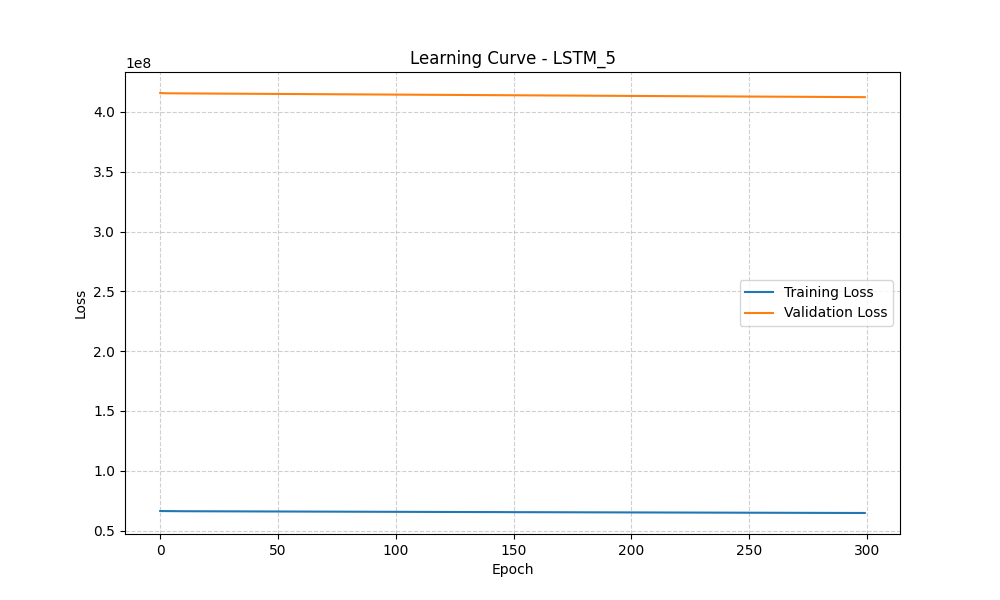 Learning Curve - LSTM_5
1e8
4.0
3.5
3.0
2.5
2.0
1.5
1.0
0.5
Loss
Training Loss
Validation Loss
0 50 100 150 200 250 300
Epoch